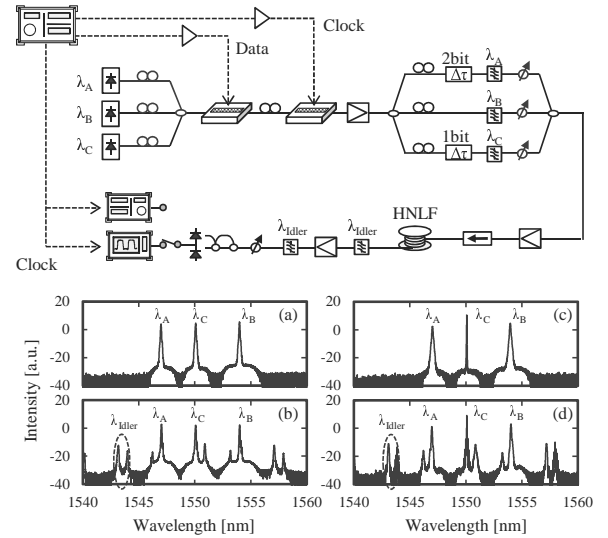 Clock
Data
2bit
Δτ
λA
λA
λB
λB
λC
1bit
Δτ
λC
λIdler
λIdler
HNLF
Clock
20
0
-20
-40
λA
λC
λB
(a)
λA
λC
λB
(c)
Intensity [a.u.]
20
0
-20
-40
λIdler
λA
λC
λB
(b)
λIdler
λA
λC
λB
(d)
1540 1545 1550 1555 1560
1540 1545 1550 1555 1560
Wavelength [nm]
Wavelength [nm]